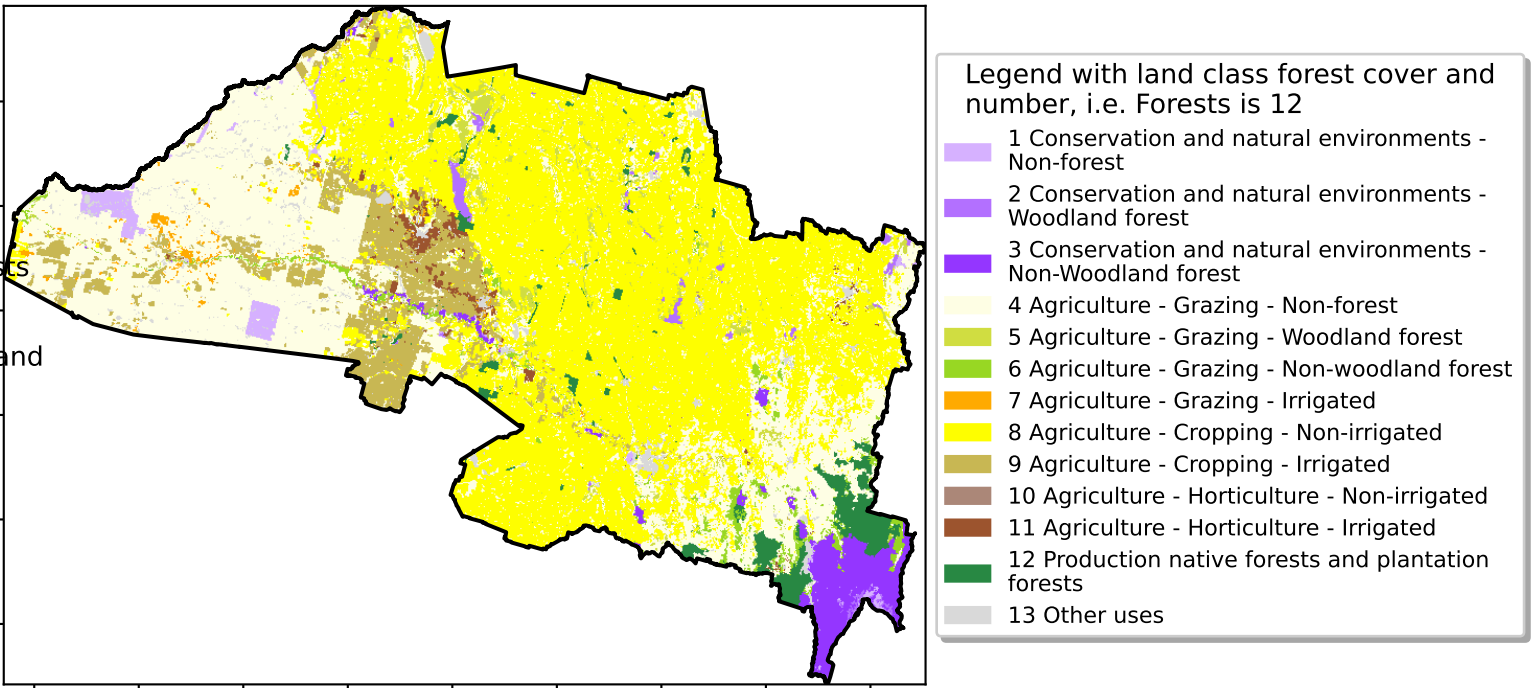 sts
and
Legend with land class forest cover and
number, i.e. Forests is 12
1 Conservation and natural environments -
Non-forest
2 Conservation and natural environments -
Woodland forest
3 Conservation and natural environments -
Non-Woodland forest
4 Agriculture - Grazing - Non-forest
5 Agriculture - Grazing - Woodland forest
6 Agriculture - Grazing - Non-woodland forest
7 Agriculture - Grazing - Irrigated
8 Agriculture - Cropping - Non-irrigated
9 Agriculture - Cropping - Irrigated
10 Agriculture - Horticulture - Non-irrigated
11 Agriculture - Horticulture - Irrigated
12 Production native forests and plantation
forests
13 Other uses